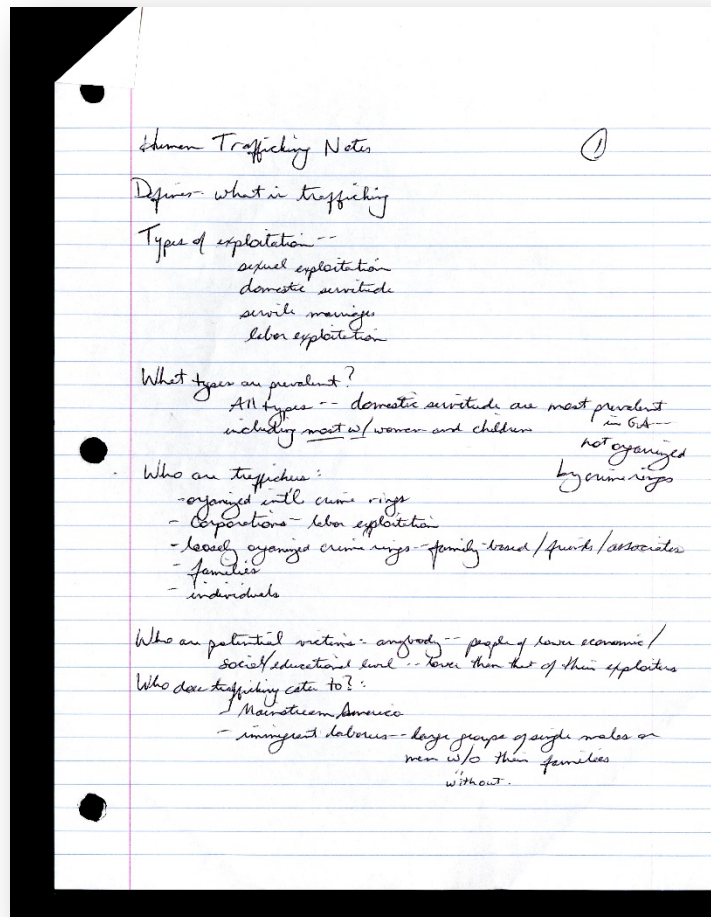 Human Trafficking Notes ①
Defines - what is trafficking
Types of exploitation --
sexual exploitation
domestic servitude
servile marriages
labor exploitation
What types are prevalent?
All types -- domestic servitude are most prevalent
including most w/ women and children in GA --
not organized
by crime rings
Who are traffickers:
- organized int'l crime rings
- Corporations - labor exploitation
- loosely organized crime rings - family-based / friends / associates
- families
- individuals
Who are potential victims: anybody -- people of lower economic /
social/educational level -- lower than that of their exploiters
Who does trafficking cater to?:
- Mainstream America
- immigrant laborers -- large groups of single males or
men w/o their families
"without.